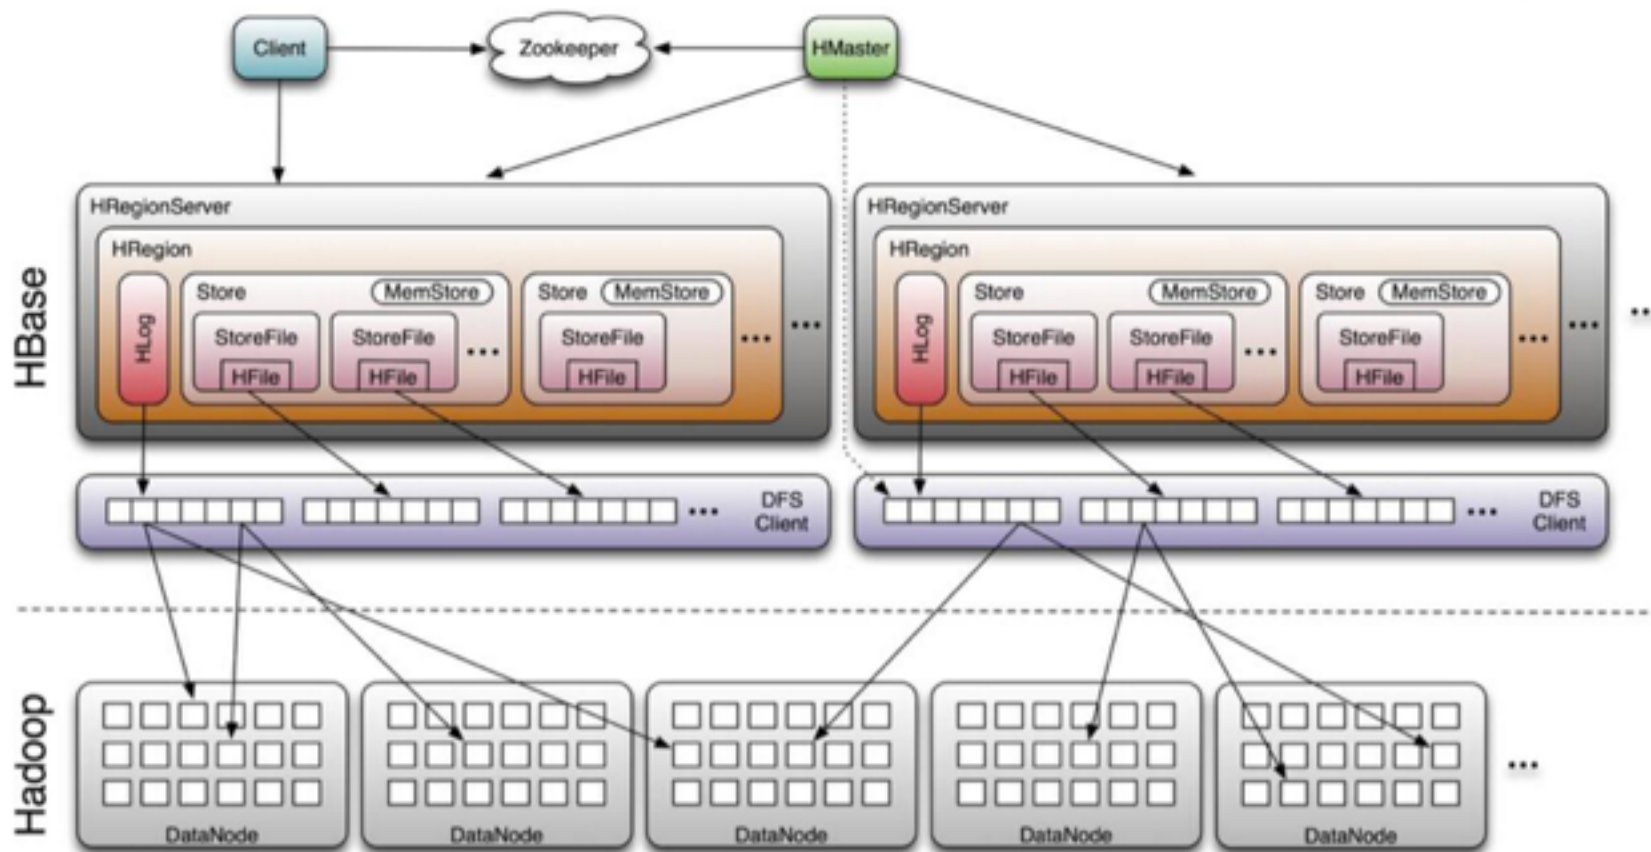 Client
Zookeeper
HMaster
HBase
HRegionServer
HRegion
HLog
Store
MemStore
StoreFile
HFile
StoreFile
HFile
...
Store
MemStore
StoreFile
HFile
...
...
HRegionServer
HRegion
HLog
Store
MemStore
StoreFile
HFile
StoreFile
HFile
...
Store
MemStore
StoreFile
HFile
...
...
...
...
DFS
Client
...
DFS
Client
Hadoop
DataNode
DataNode
DataNode
DataNode
DataNode
...